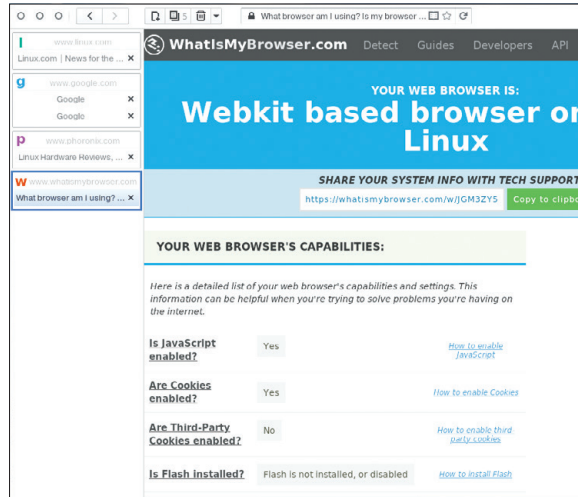 5
What browser am I using? Is my browser ...
l
www.linux.com
Linux.com | News for the ...
g
www.google.com
Google
Google
p
www.phoronix.com
Linux Hardware Reviews, ...
w
www.whatismybrowser.com
What browser am I using? ...
WhatIsMyBrowser.com Detect Guides Developers API
YOUR WEB BROWSER IS:
Webkit based browser on
Linux
SHARE YOUR SYSTEM INFO WITH TECH SUPPORT
https://whatismybrowser.com/w/JGM3ZY5 Copy to clipbo
YOUR WEB BROWSER'S CAPABILITIES:
Here is a detailed list of your web browser's capabilities and settings. This
information can be helpful when you're trying to solve problems you're having on
the internet.
Is JavaScript
enabled?
Yes
How to enable
JavaScript
Are Cookies
enabled?
Yes
How to enable Cookies
Are Third-Party
Cookies enabled?
No
How to enable third
party cookies
Is Flash installed?
Flash is not installed, or disabled
How to install Flash